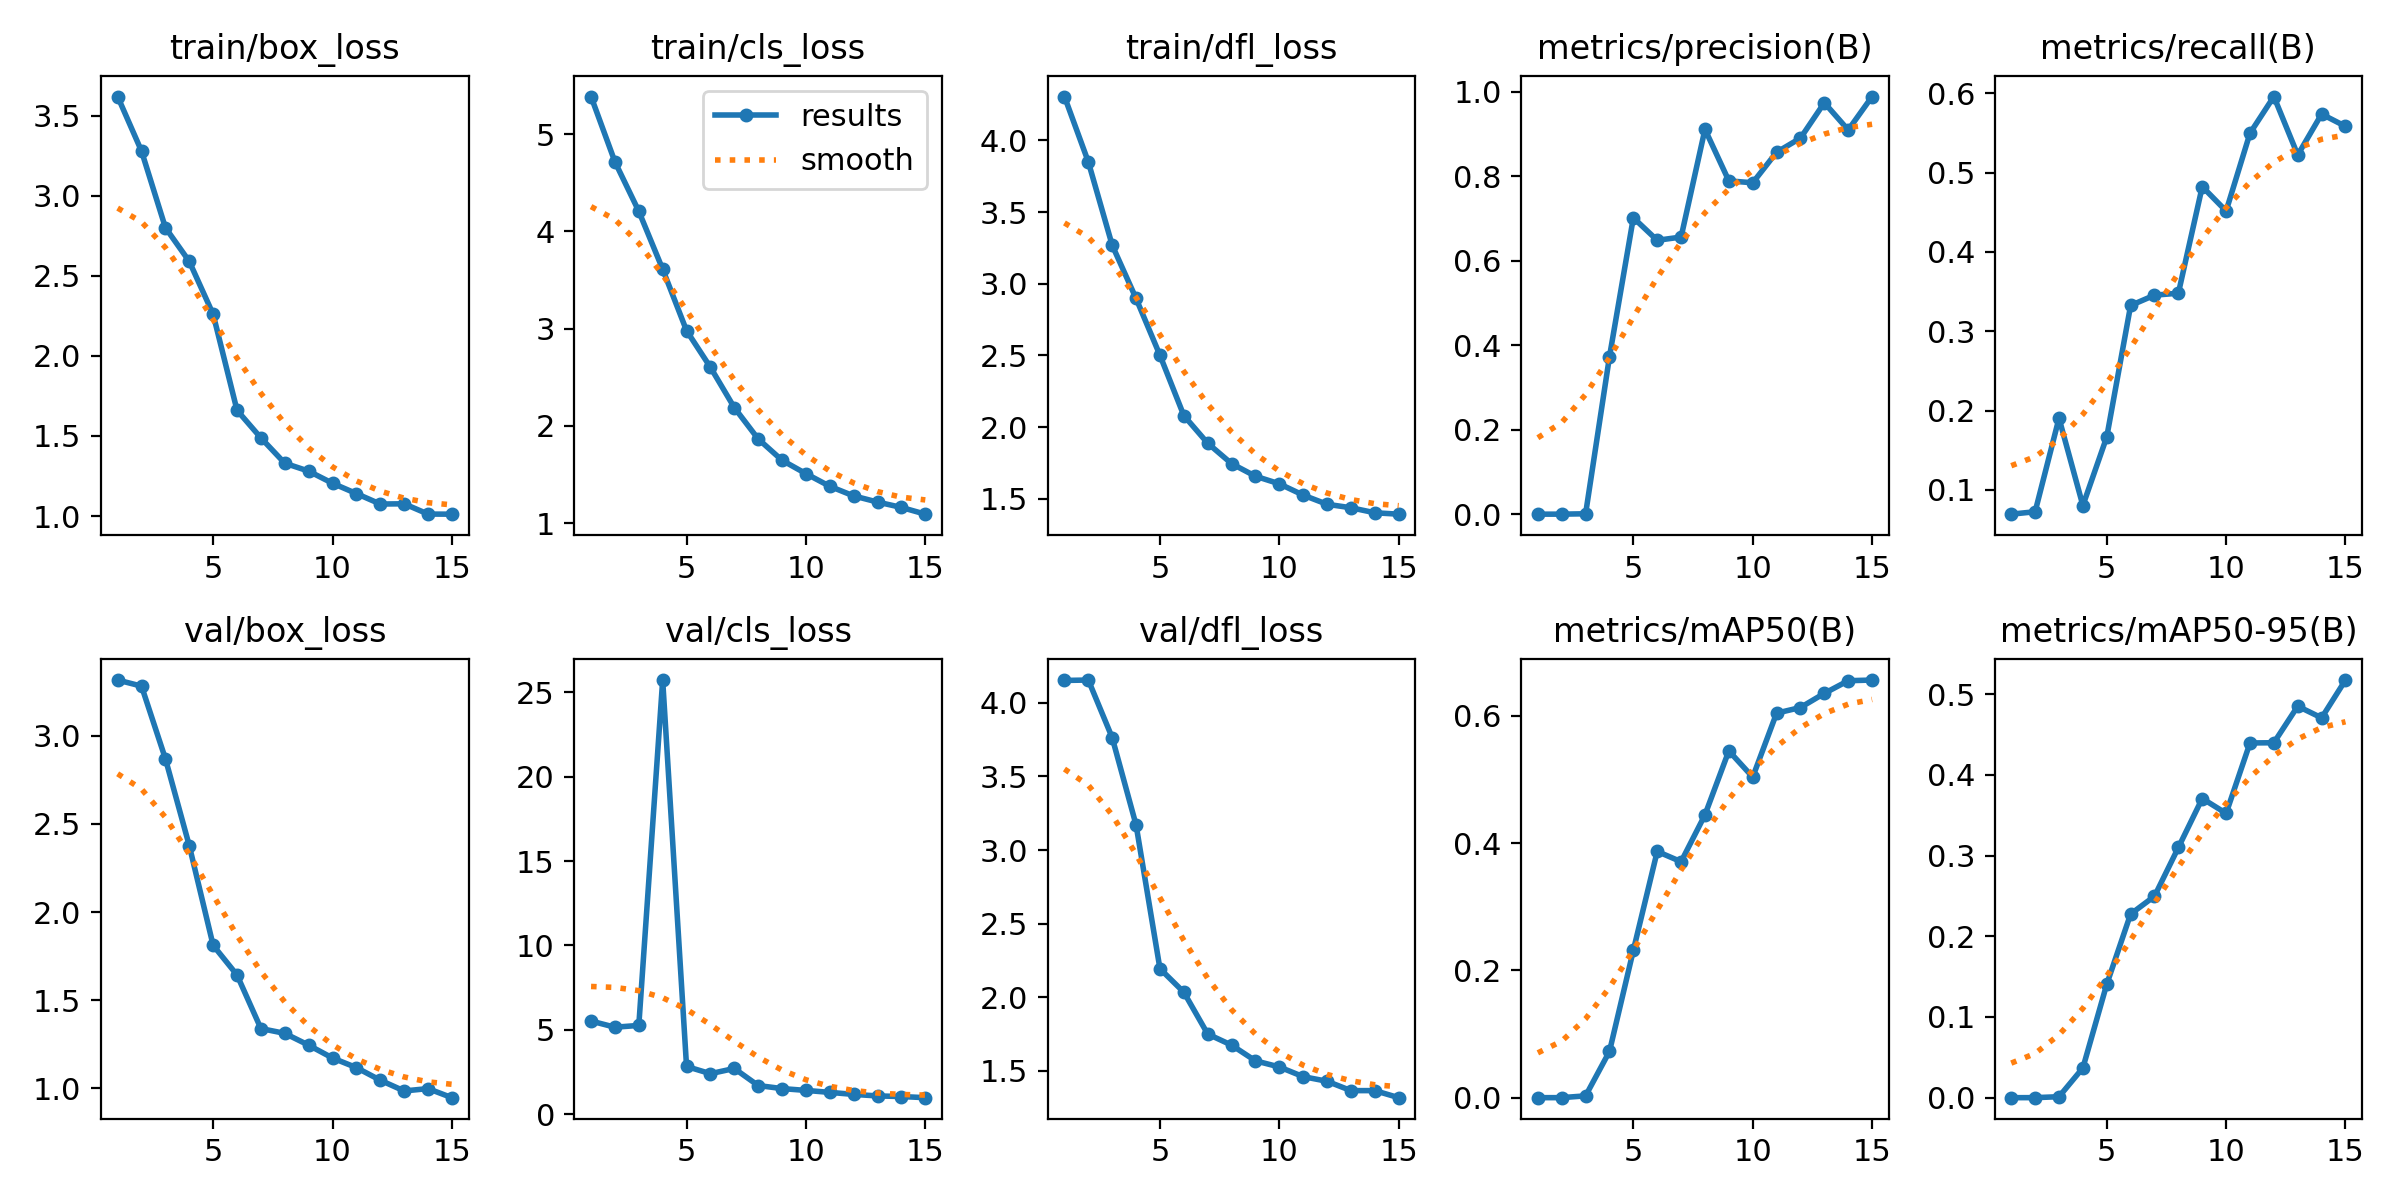 train/box_loss
3.5
3.0
2.5
2.0
1.5
1.0
5 10 15
train/cls_loss
results
smooth
5
4
3
2
1
5 10 15
train/dfl_loss
4.0
3.5
3.0
2.5
2.0
1.5
5 10 15
metrics/precision(B)
1.0
0.8
0.6
0.4
0.2
0.0
5 10 15
metrics/recall(B)
0.6
0.5
0.4
0.3
0.2
0.1
5 10 15
val/box_loss
3.0
2.5
2.0
1.5
1.0
5 10 15
val/cls_loss
25
20
15
10
5
0
5 10 15
val/dfl_loss
4.0
3.5
3.0
2.5
2.0
1.5
5 10 15
metrics/mAP50(B)
0.6
0.4
0.2
0.0
5 10 15
metrics/mAP50-95(B)
0.5
0.4
0.3
0.2
0.1
0.0
5 10 15